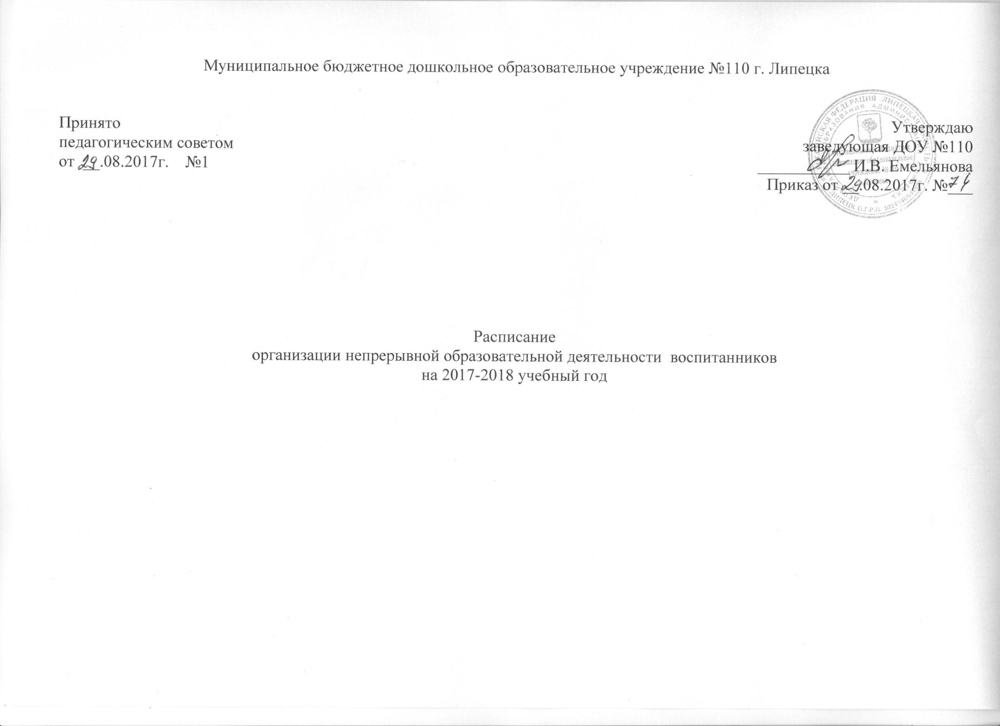 Муниципальное бюджетное дошкольное образовательное учреждение №110 г. Липецка
Принято
педагогическим советом
от 29.08.2017г. №1
Утверждаю
заведующая ДОУ №110
И.В. Емельянова
Приказ от 29.08.2017г. №74
Расписание
организации непрерывной образовательной деятельности воспитанников
на 2017-2018 учебный год